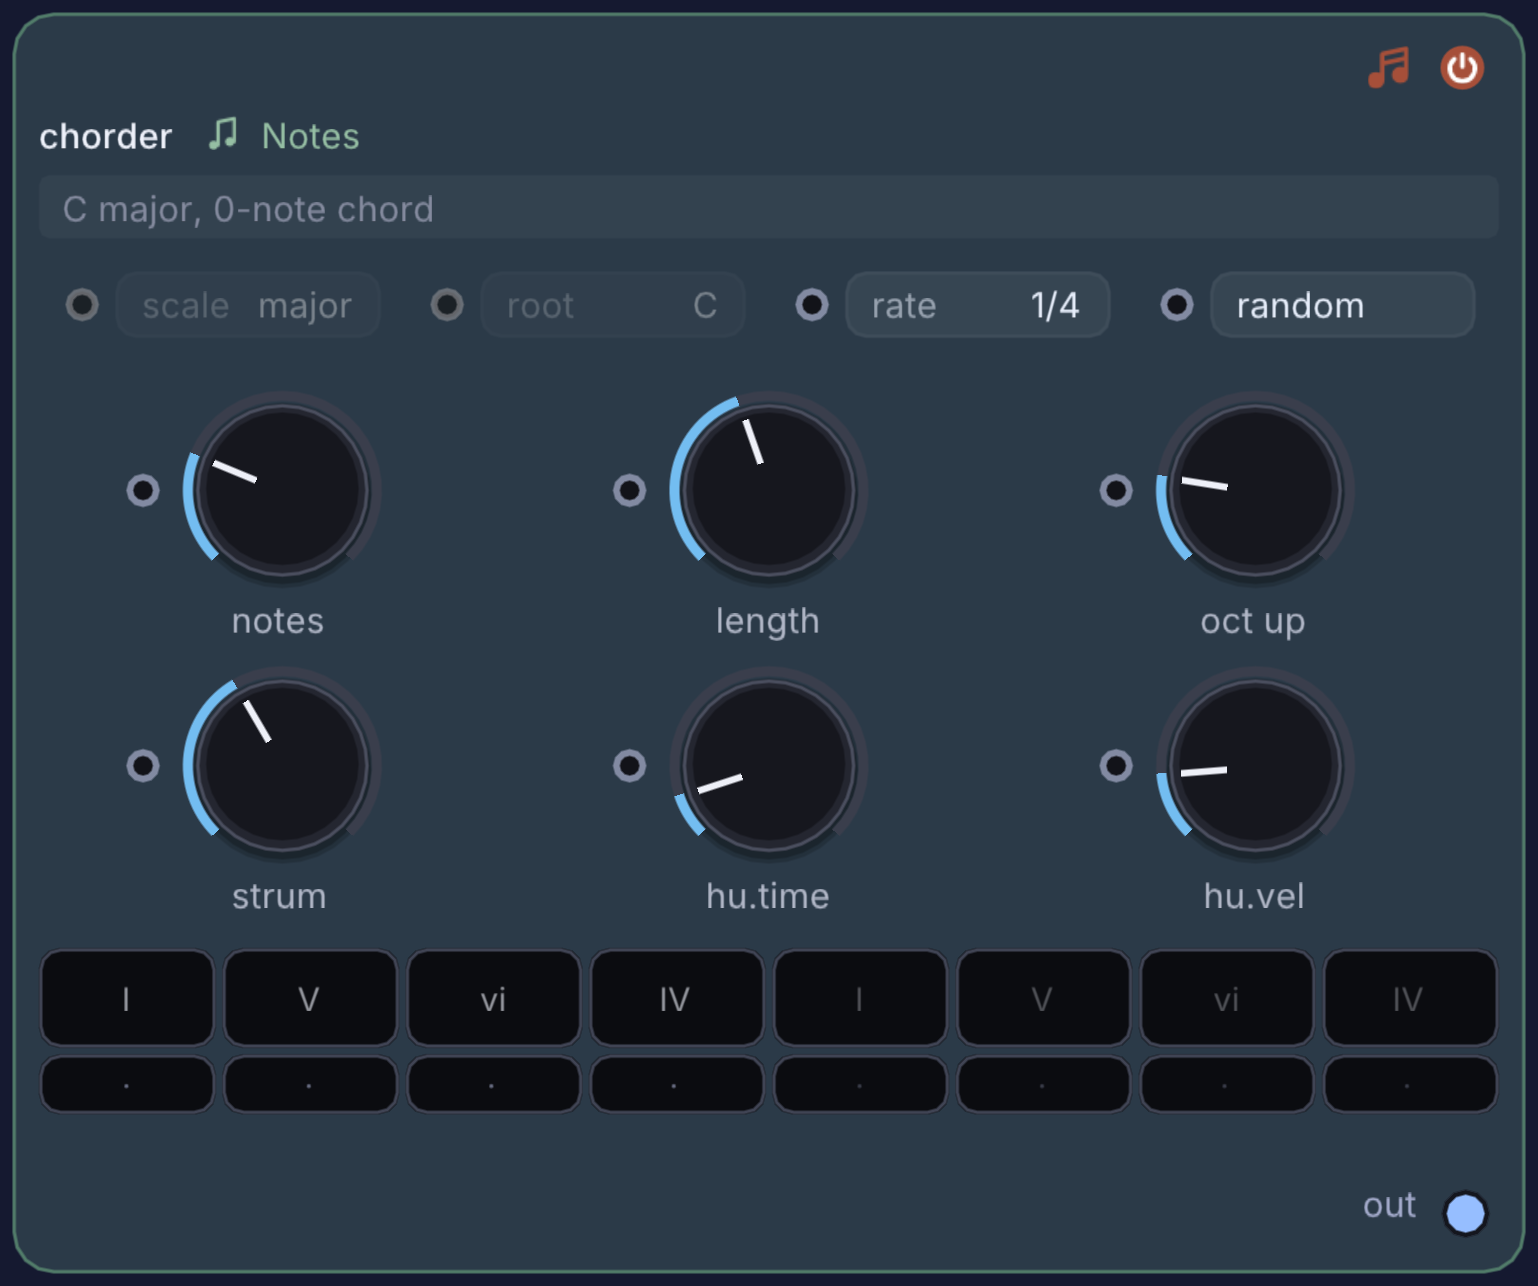 chorder Notes
C major, 0-note chord
scale major root C rate 1/4 random
notes length oct up
strum hu.time hu.vel
I V vi IV I V vi IV
out